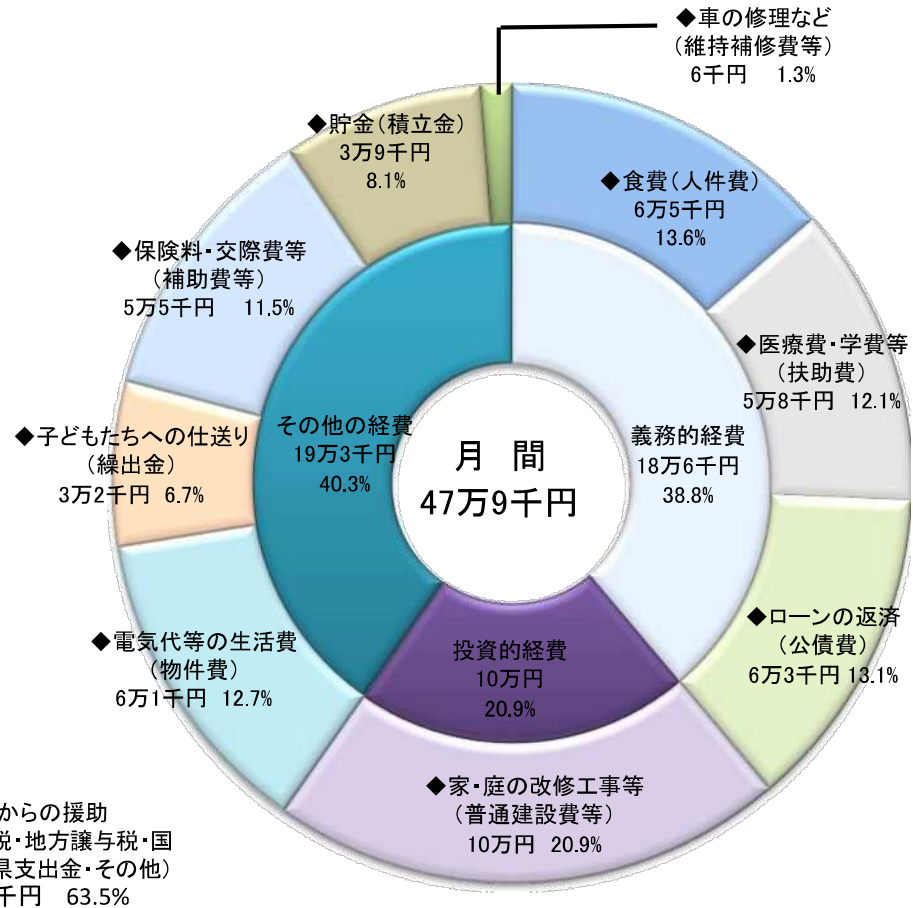 ◆車の修理など
（維持補修費等）
6千円　1.3%
◆貯金（積立金）
3万9千円
8.1%
◆食費（人件費）
6万5千円
13.6%
◆保険料・交際費等
（補助費等）
5万5千円　11.5%
◆医療費・学費等
（扶助費）
5万8千円 12.1%
その他の経費
19万3千円
40.3%
月　間
47万9千円
義務的経費
18万6千円
38.8%
◆子どもたちへの仕送り
（繰出金）
3万2千円 6.7%
◆ローンの返済
（公債費）
6万3千円 13.1%
◆電気代等の生活費
（物件費）
6万1千円 12.7%
投資的経費
10万円
20.9%
◆家・庭の改修工事等
（普通建設費等）
10万円 20.9%
からの援助
税・地方譲与税・国
県支出金・その他）
千円　63.5%